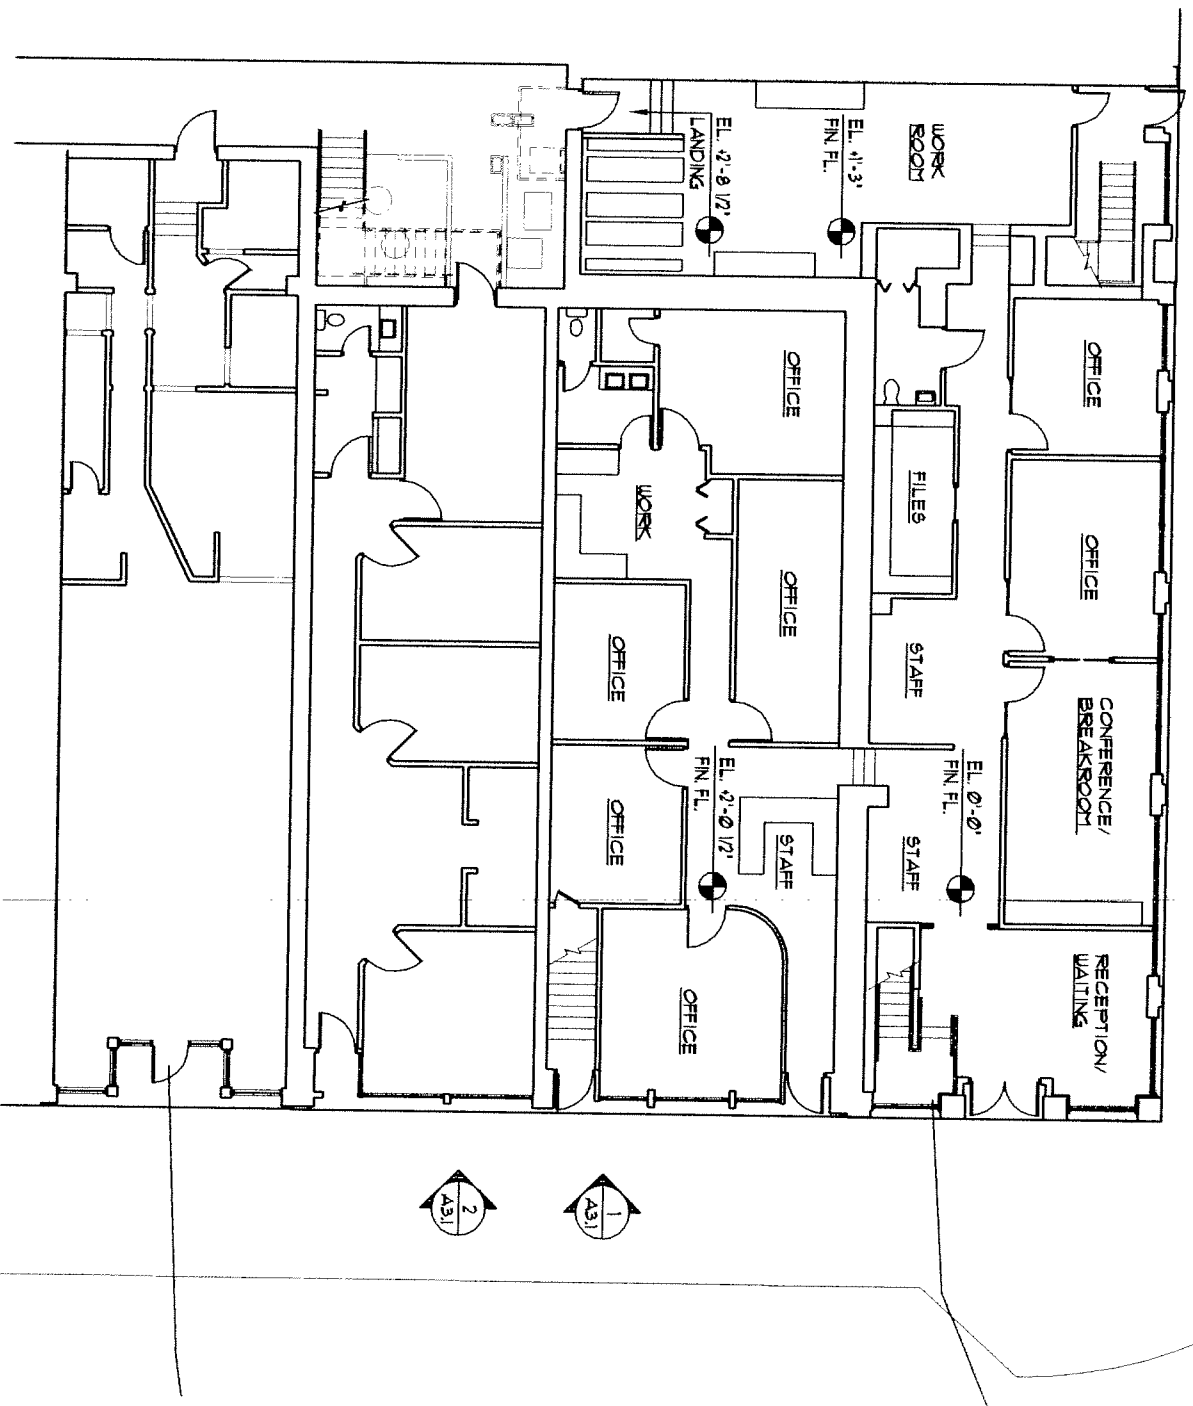 WORK
ROOM
EL. +1'-3"
FIN. FL.
EL. +2'-8 1/2"
LANDING
OFFICE
OFFICE
FILES
OFFICE
WORK
OFFICE
OFFICE
STAFF
CONFERENCE/
BREAKROOM
EL. 0'-0"
FIN. FL.
EL. +2'-0 1/2"
FIN. FL.
OFFICE
STAFF
STAFF
OFFICE
RECEPTION/
WAITING
OFFICE
1
A3.1
2
A3.1